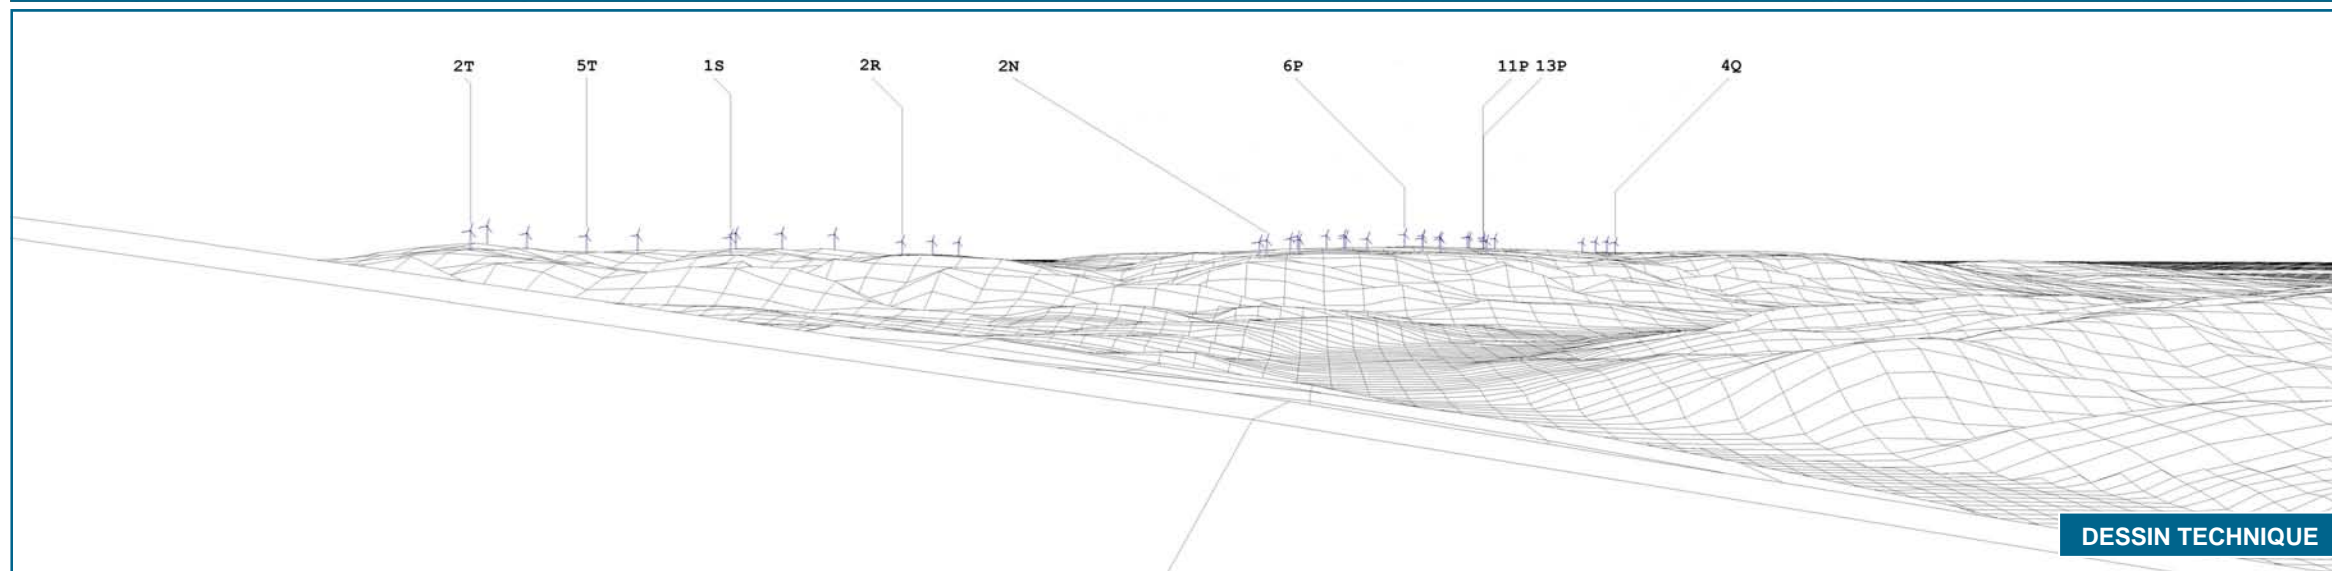 2T 5T 1S 2R 2N 6P 11P 13P 4Q
DESSIN TECHNIQUE